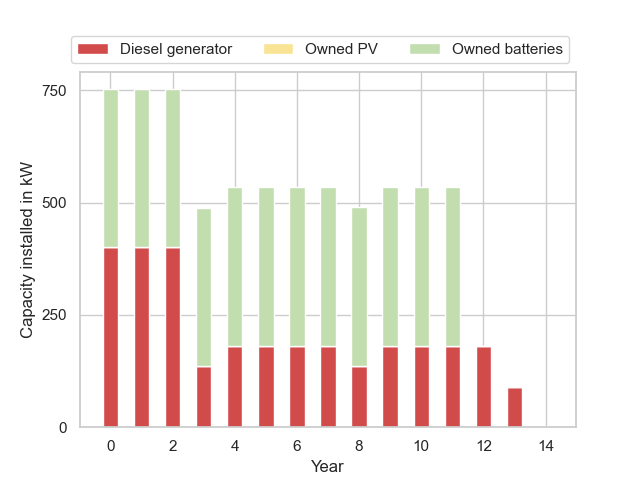 Diesel generator Owned PV Owned batteries
750
500
250
0
Capacity installed in kW
0 2 4 6 8 10 12 14
Year